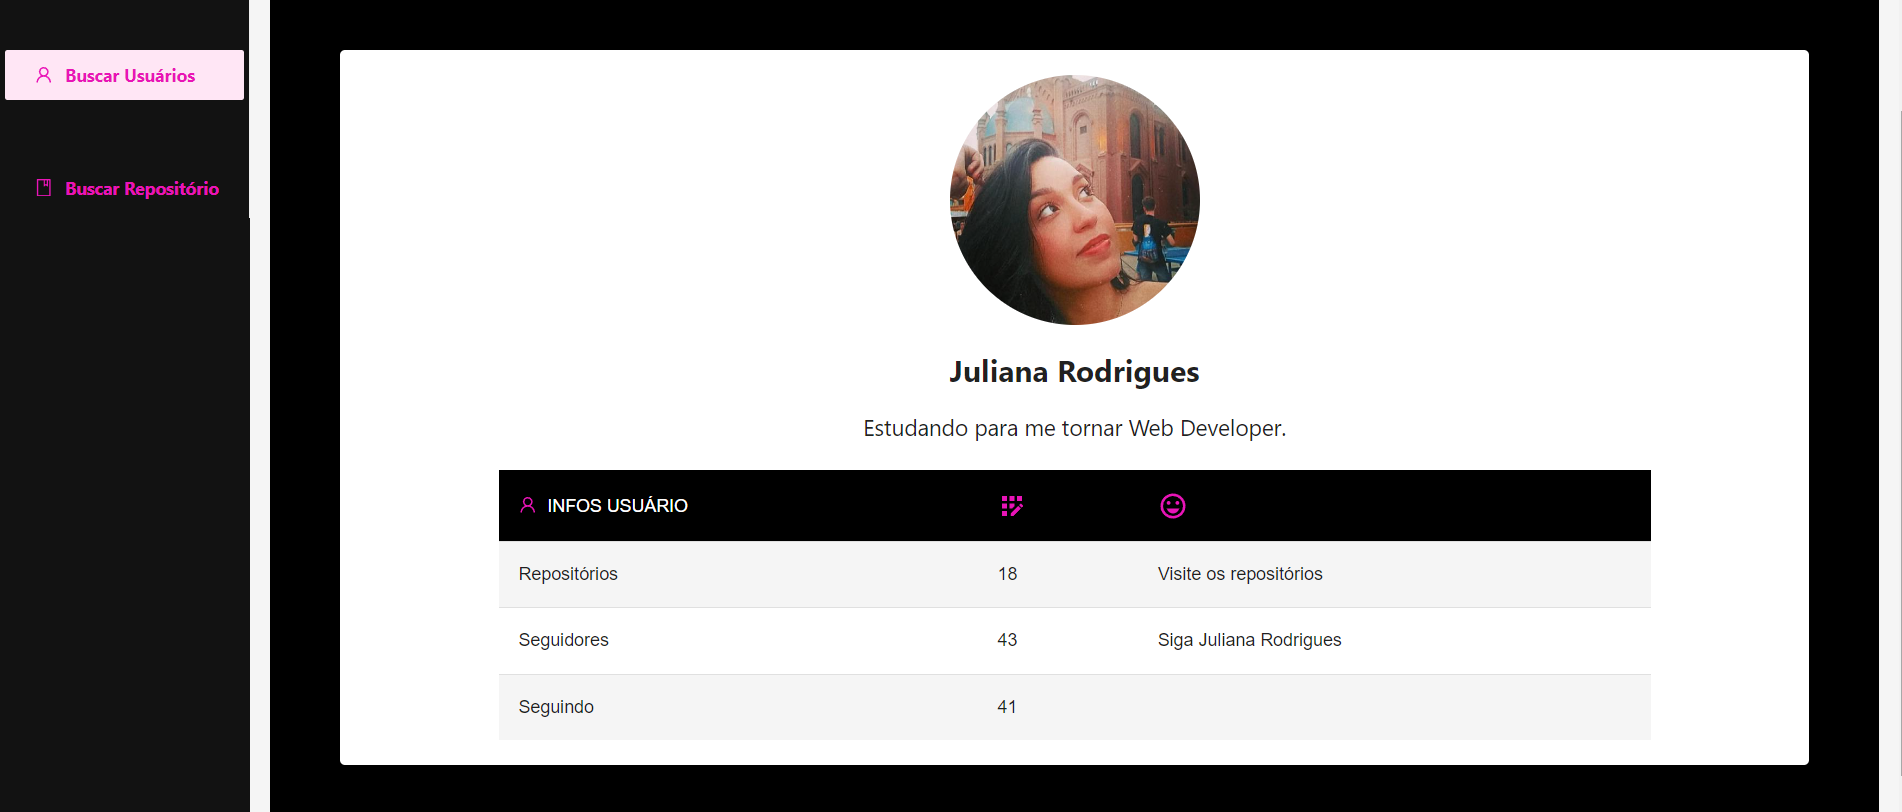 Buscar Usuários
Buscar Repositório
Juliana Rodrigues
Estudando para me tornar Web Developer.
INFOS USUÁRIO
Repositórios 18 Visite os repositórios
Seguidores 43 Siga Juliana Rodrigues
Seguindo 41